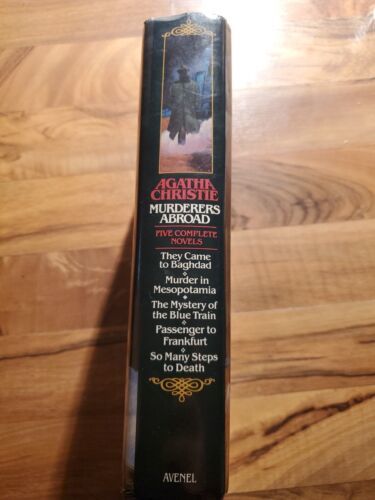 AGATHA
CHRISTIE
MURDERERS
ABROAD
FIVE COMPLETE
NOVELS
They Came
to Baghdad
Murder in
Mesopotamia
The Mystery of
the Blue Train
Passenger to
Frankfurt
So Many Steps
to Death
AVENEL